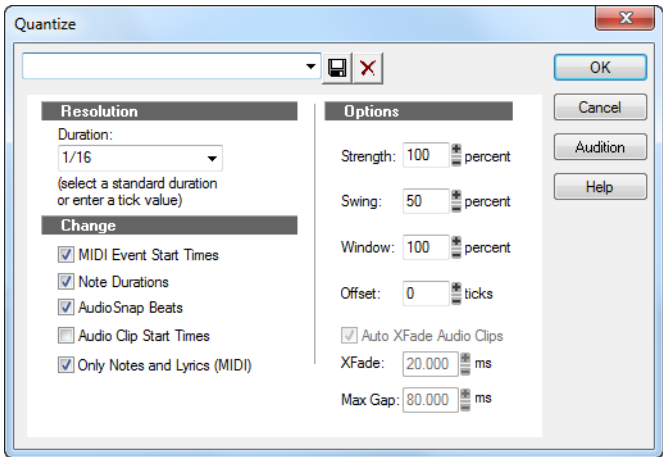 Quantize
OK
Resolution
Options
Cancel
Duration:
1/16
Strength: 100 percent
Audition
(select a standard duration
or enter a tick value)
Help
Swing: 50 percent
Change
MIDI Event Start Times
Window: 100 percent
Note Durations
AudioSnap Beats
Offset: 0 ticks
Audio Clip Start Times
Auto XFade Audio Clips
Only Notes and Lyrics (MIDI)
XFade: 20.000 ms
Max Gap: 80.000 ms